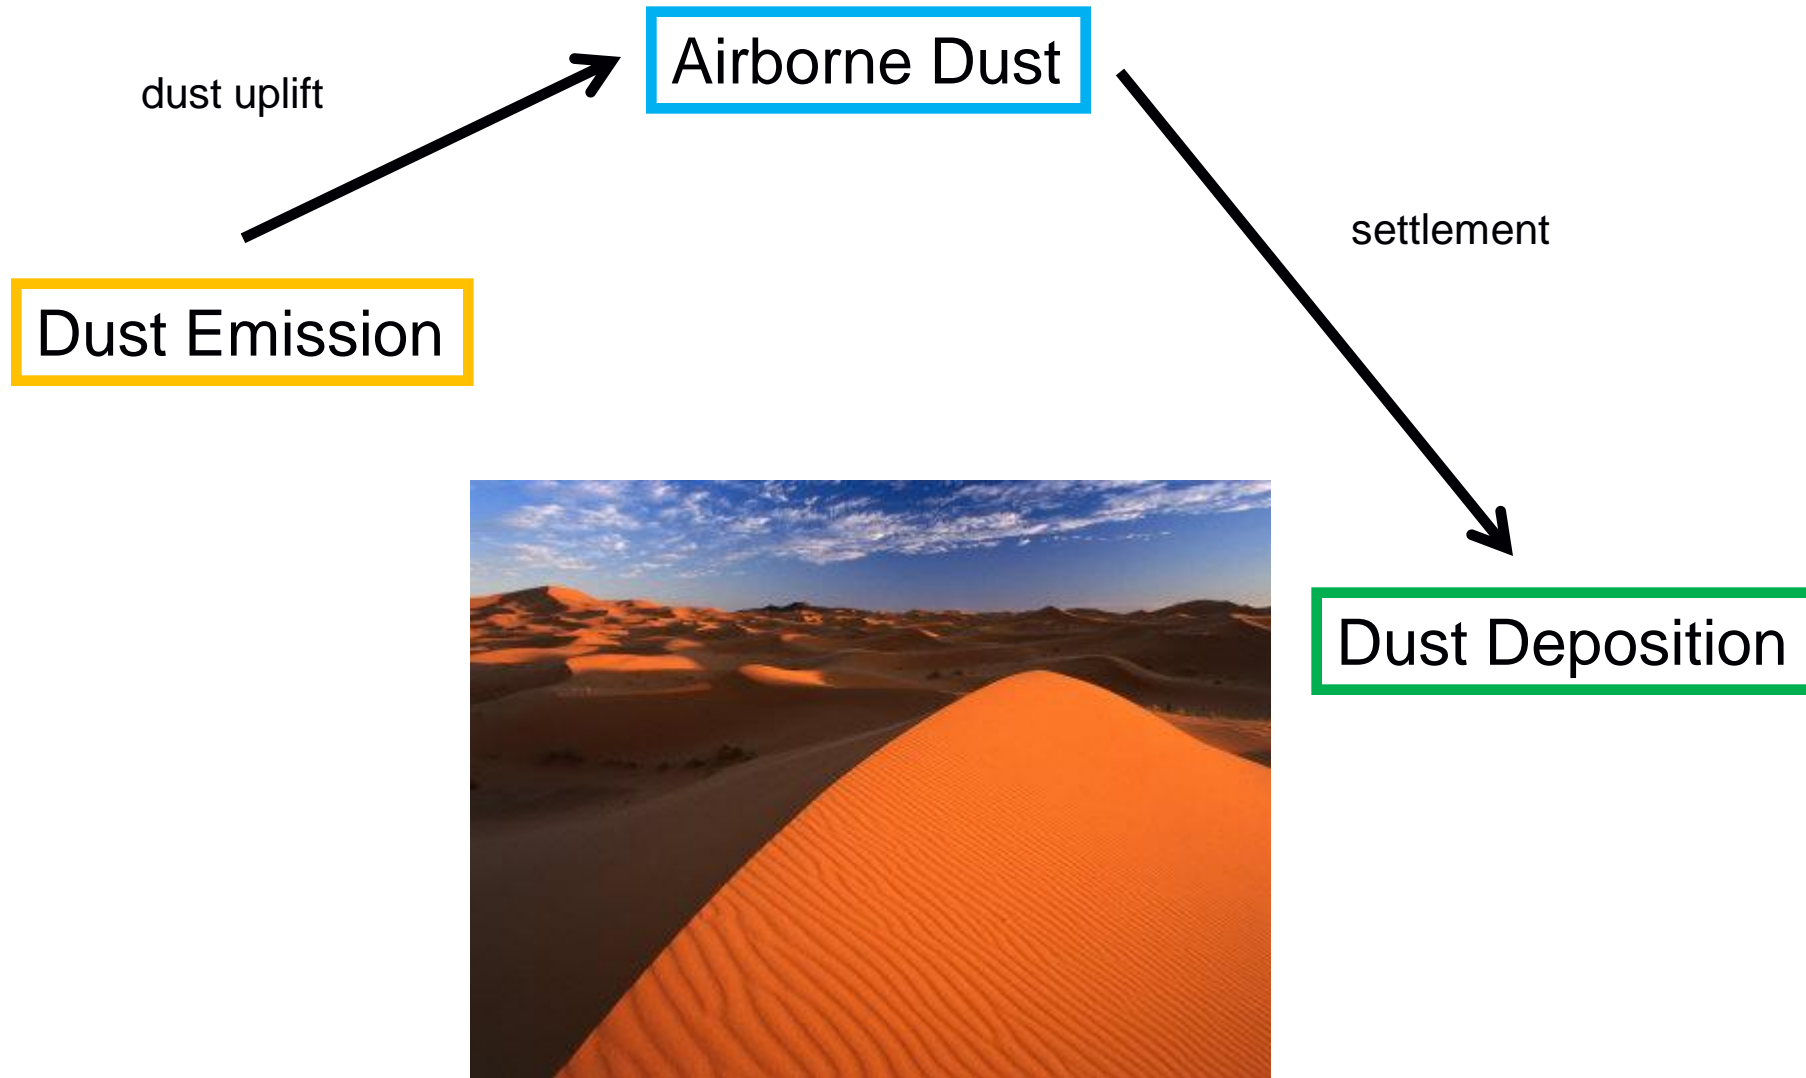 Airborne Dust
dust uplift
settlement
Dust Emission
Dust Deposition